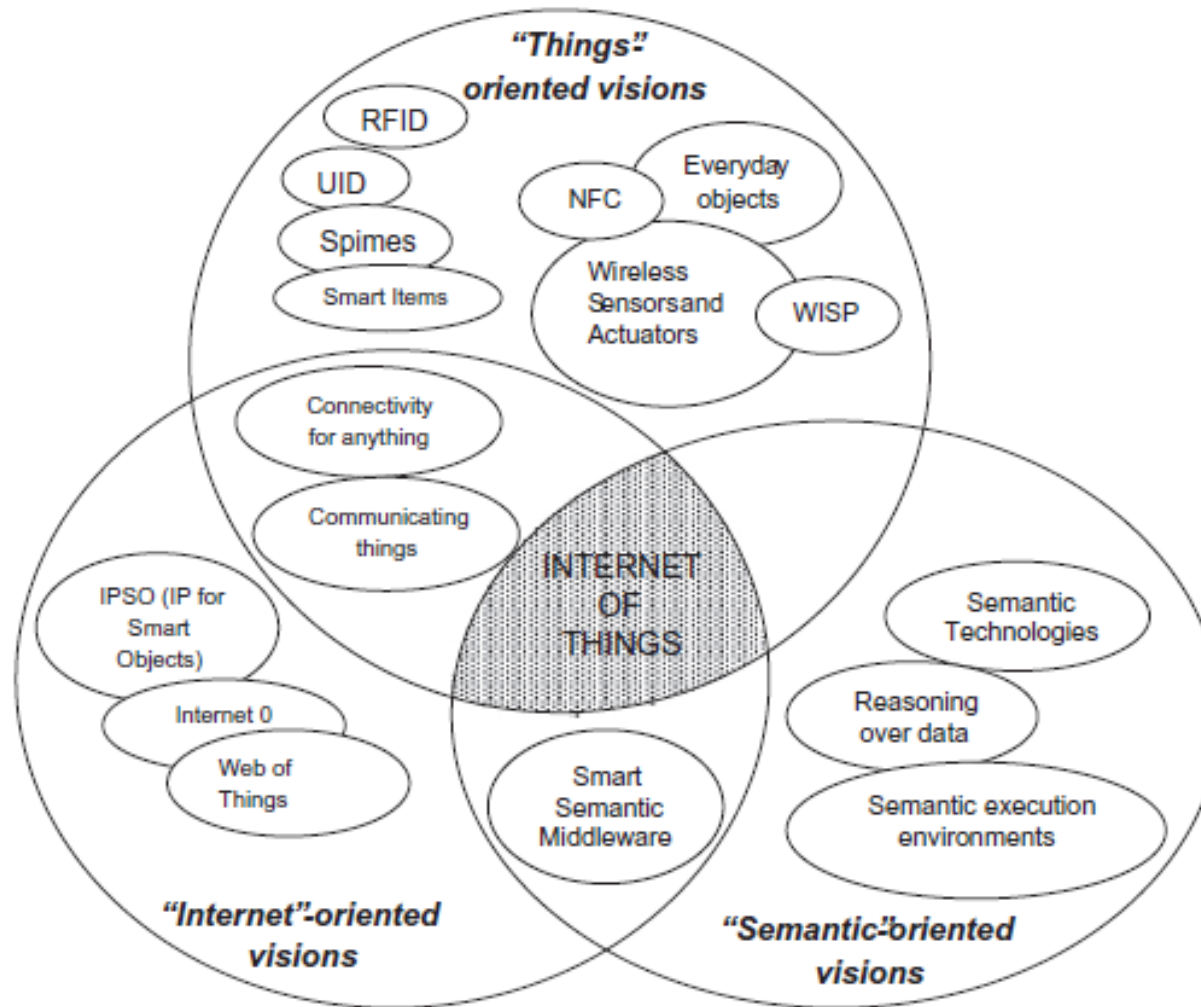 “Things”-
oriented visions
RFID
UID
Spimes
Smart Items
NFC
Everyday
objects
Wireless
Sensors and
Actuators
WISP
Connectivity
for anything
Communicating
things
IPSO (IP for
Smart
Objects)
Internet 0
Web of
Things
INTERNET
OF
THINGS
Semantic
Technologies
Reasoning
over data
Semantic execution
environments
Smart
Semantic
Middleware
“Internet”-oriented
visions
“Semantic”-oriented
visions